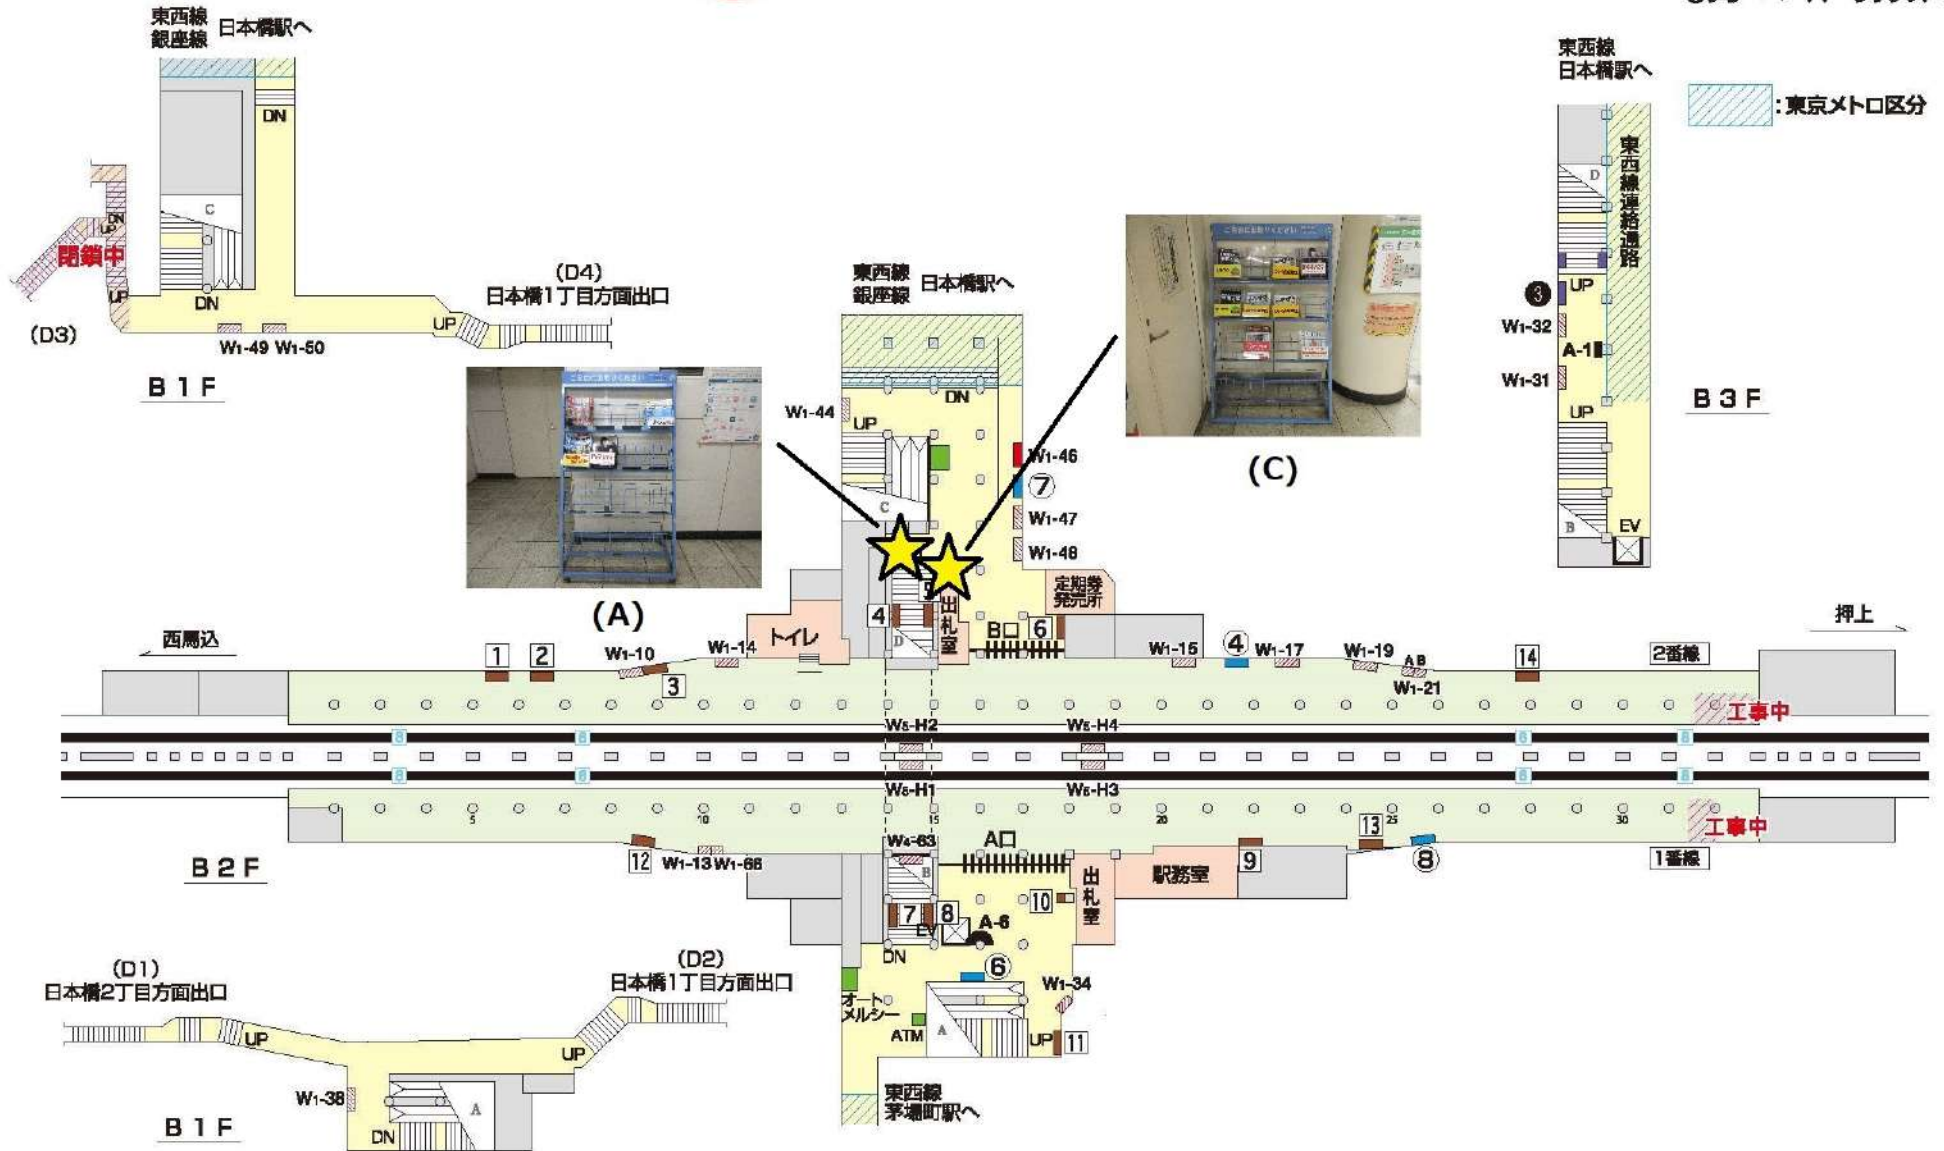 東西線
銀座線
日本橋駅へ
DN
C
DN
UP
閉鎖中
UP
DN
(D3)
UP
(D4)
日本橋1丁目方面出口
W1-49 W1-50
B1F
東西線
日本橋駅へ
:東京メトロ区分
東西線連絡通路
D
UP
3
W1-32
A-1
W1-31
UP
B
EV
B3F
東西線
銀座線
日本橋駅へ
DN
W1-44
UP
C
W1-46
⑦
W1-47
W1-48
(A)
(C)
定期券
発売所
4
D
出札室
B口
6
トイレ
西馬込
押上
1
2
W1-10
3
W1-14
W1-15
④
W1-17
W1-19
A B
W1-21
14
2番線
工事中
W5-H2
W5-H4
8
6
6
8
8
6
6
8
W5-H1
W5-H3
5
10
15
20
25
30
工事中
1番線
B2F
12
W1-13 W1-66
W4-63
A口
B
7
8
EV
A-6
10
出札室
駅務室
9
13
⑧
DN
⑥
W1-34
オート
メルシー
ATM
A
UP
11
東西線
茅場町駅へ
(D1)
日本橋2丁目方面出口
(D2)
日本橋1丁目方面出口
UP
UP
W1-38
A
DN
B1F